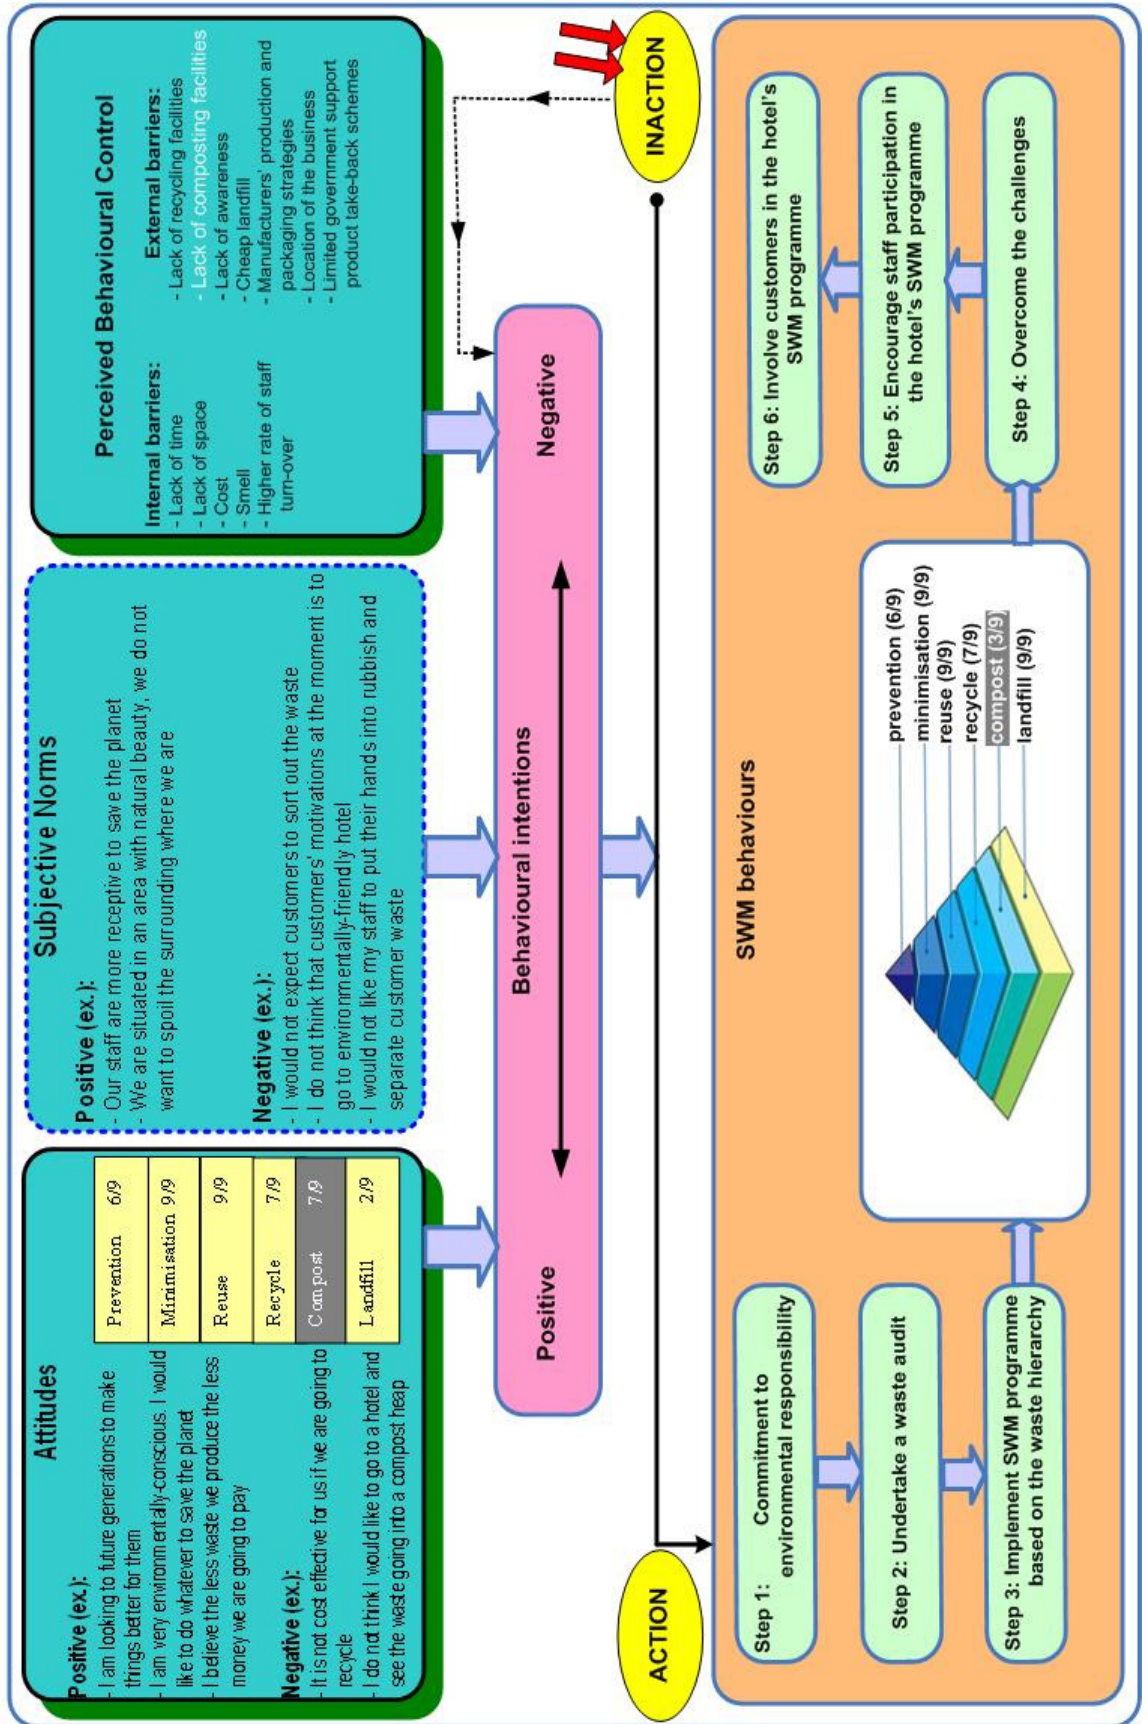 Attitudes
Positive (ex.):
- I am looking to future generations to make
things better for them
- I am very environmentally-conscious. I would
like to do whatever to save the planet
- I believe the less waste we produce the less
money we are going to pay
Negative (ex.):
- It is not cost effective for us if we are going to
recycle
- I do not think I would like to go to a hotel and
see the waste going into a compost heap
Prevention 6/9
Minimisation 9/9
Reuse 9/9
Recycle 7/9
Compost 7/9
Landfill 2/9
Subjective Norms
Positive (ex.):
- Our staff are more receptive to save the planet
- We are situated in an area with natural beauty, we do not
want to spoil the surrounding where we are
Negative (ex.):
- I would not expect customers to sort out the waste
- I do not think that customers' motivations at the moment is to
go to environmentally-friendly hotel
- I would not like my staff to put their hands into rubbish and
separate customer waste
Perceived Behavioural Control
Internal barriers:
- Lack of time
- Lack of space
- Cost
- Smell
- Higher rate of staff
turn-over
External barriers:
- Lack of recycling facilities
- Lack of composting facilities
- Lack of awareness
- Cheap landfill
- Manufacturers' production and
packaging strategies
- Location of the business
- Limited government support
product take-back schemes
Behavioural intentions
Positive
Negative
ACTION
INACTION
SWM behaviours
Step 1: Commitment to
environmental responsibility
Step 2: Undertake a waste audit
Step 3: Implement SWM programme
based on the waste hierarchy
prevention (6/9)
minimisation (9/9)
reuse (9/9)
recycle (7/9)
compost (3/9)
landfill (9/9)
Step 4: Overcome the challenges
Step 5: Encourage staff participation in
the hotel's SWM programme
Step 6: Involve customers in the hotel's
SWM programme